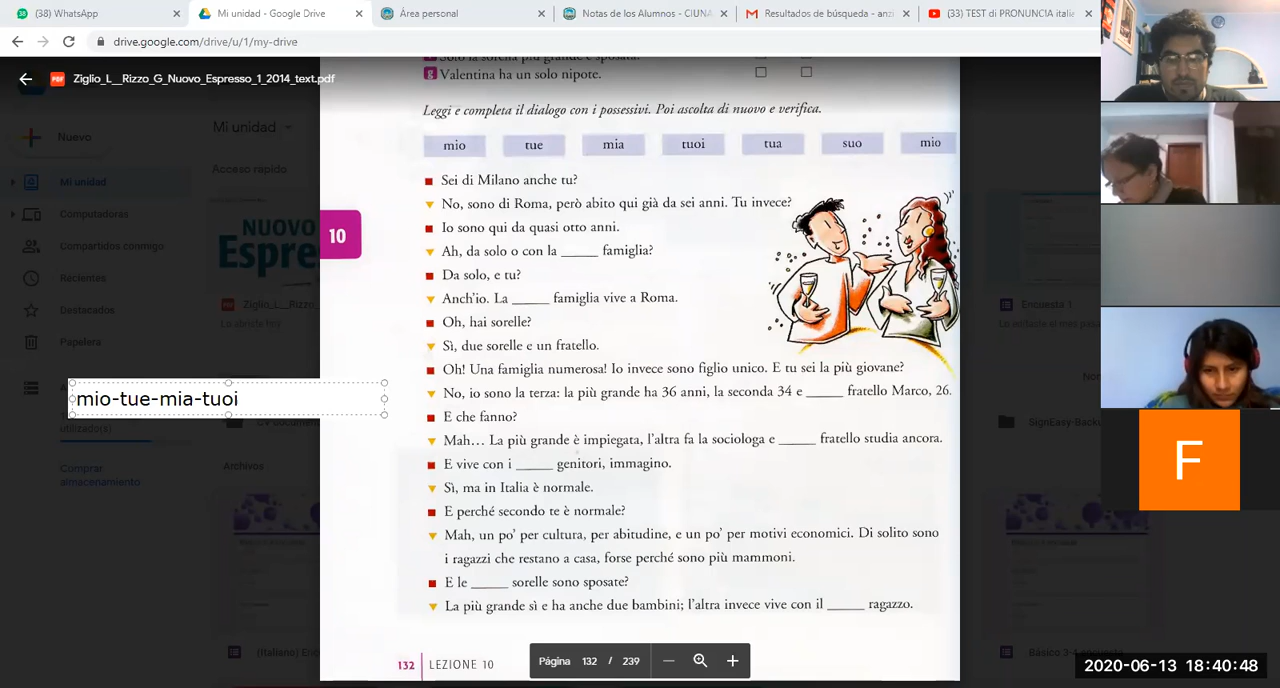 (38) WhatsApp
Mi unidad - Google Drive
Área personal
Notas de los Alumnos - CIUNA
Resultados de búsqueda - anzi
(33) TEST di PRONUNCIA italia
drive.google.com/drive/u/1/my-drive
PDF Ziglio_L__Rizzo_G_Nuovo_Espresso_1_2014_text.pdf
Nuevo
Mi unidad
Computadoras
Compartidos conmigo
Recientes
Destacados
Papelera
utilizado(s)
Comprar
almacenamiento
Mi unidad
Acceso rápido
NUOVO
Espre
Ziglio_L__Rizzo_
Archivos
g Valentina ha un solo nipote.
Leggi e completa il dialogo con i possessivi. Poi ascolta di nuovo e verifica.
mio tue mia tuoi tua suo mio
10
Sei di Milano anche tu?
No, sono di Roma, però abito qui già da sei anni. Tu invece?
Io sono qui da quasi otto anni.
Ah, da solo o con la _____ famiglia?
Da solo, e tu?
Anch'io. La _____ famiglia vive a Roma.
Oh, hai sorelle?
Sì, due sorelle e un fratello.
Oh! Una famiglia numerosa! Io invece sono figlio unico. E tu sei la più giovane?
No, io sono la terza: la più grande ha 36 anni, la seconda 34 e _____ fratello Marco, 26.
E che fanno?
Mah… La più grande è impiegata, l'altra fa la sociologa e _____ fratello studia ancora.
E vive con i _____ genitori, immagino.
Sì, ma in Italia è normale.
E perché secondo te è normale?
Mah, un po' per cultura, per abitudine, e un po' per motivi economici. Di solito sono
i ragazzi che restano a casa, forse perché sono più mammoni.
E le _____ sorelle sono sposate?
La più grande sì e ha anche due bambini; l'altra invece vive con il _____ ragazzo.
mio-tue-mia-tuoi
132 LEZIONE 10
Página 132 / 239
Encuesta 1
F
2020-06-13 18:40:48